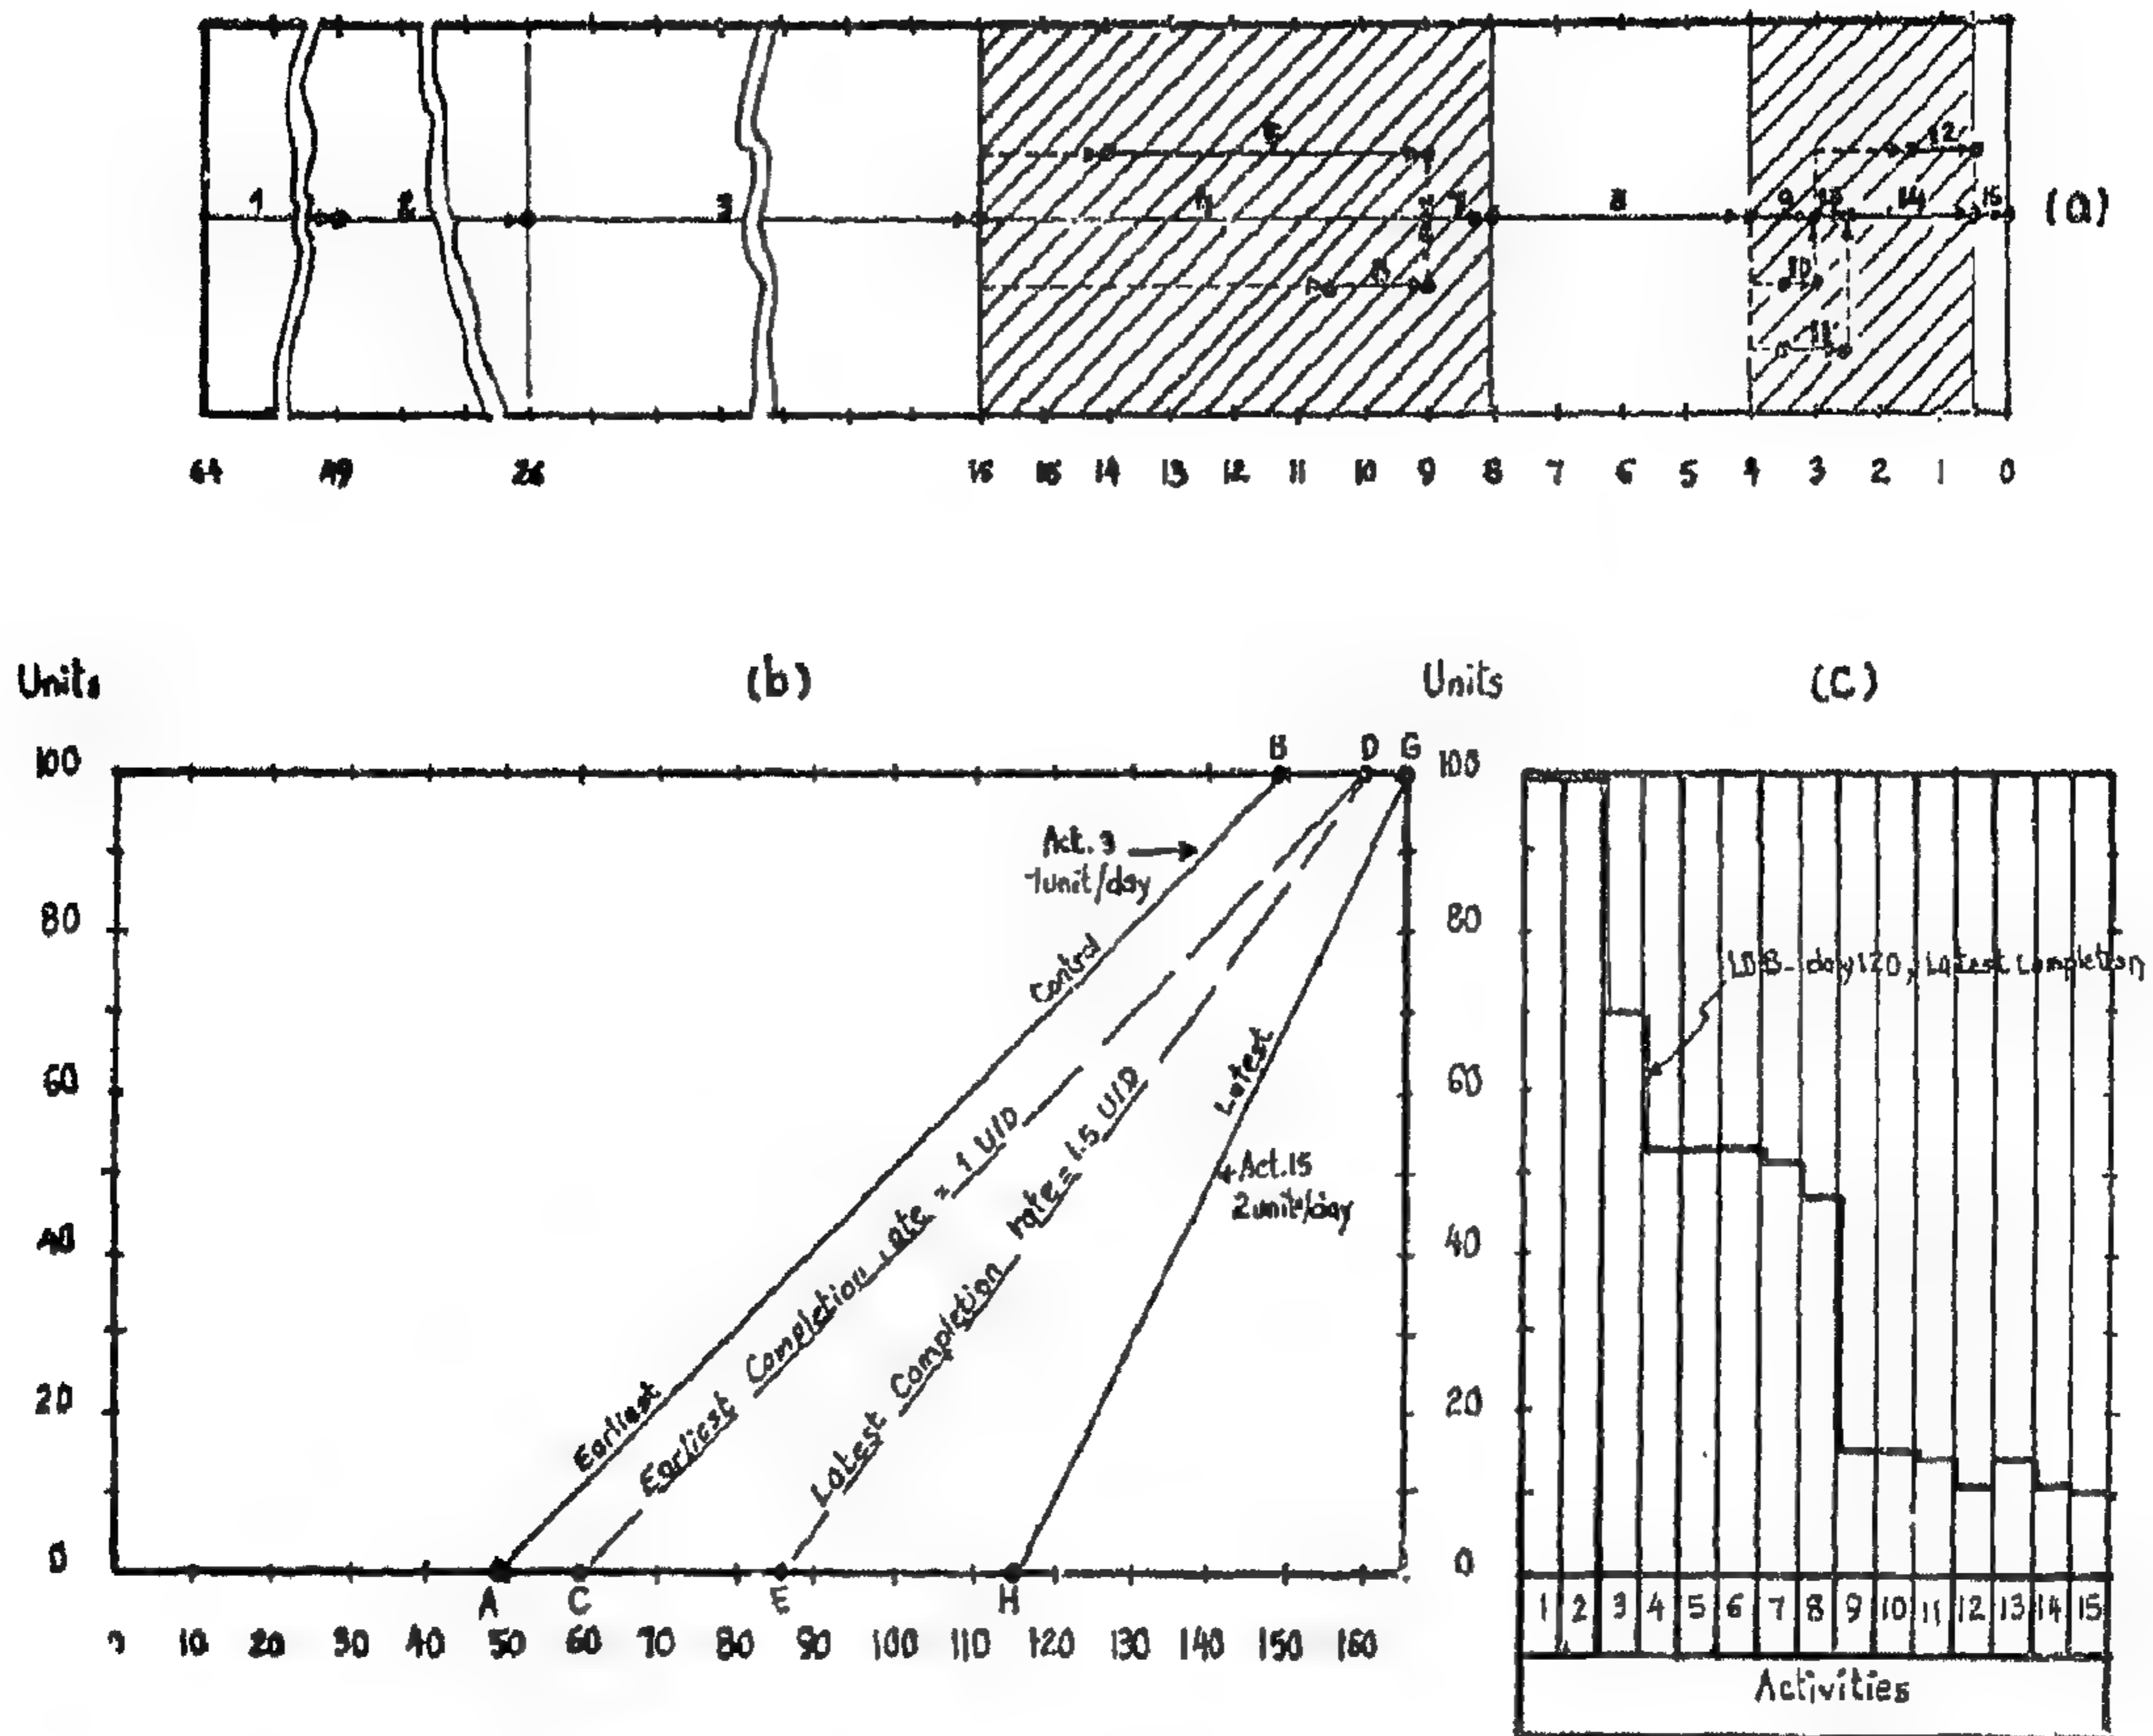 1 2 3 7 8 9 13 14 15 (a)
12
10
11
64 49 26 16 15 14 13 12 11 10 9 8 7 6 5 4 3 2 1 0
Units (b) Units (C)
B D G
100 100
Act. 3
1unit/day
80 80
Control
LOB-day 120, Latest completion
60 60
Latest
Earliest Completion rate = 1 U/D
Latest Completion rate = 1.5 U/D
Act.15
2unit/day
40 40
20 20
Earliest
0 0
A C E H
1 2 3 4 5 6 7 8 9 10 11 12 13 14 15
0 10 20 30 40 50 60 70 80 90 100 110 120 130 140 150 160
Activities